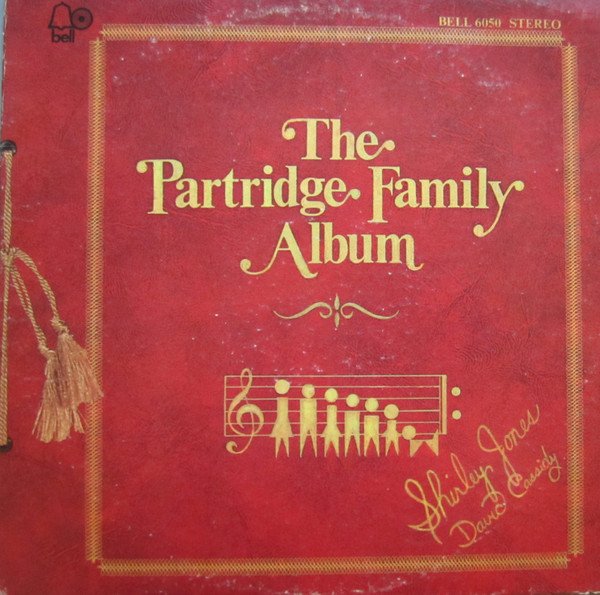 bell
BELL 6050 STEREO
The
Partridge Family
Album
Shirley Jones
David Cassidy